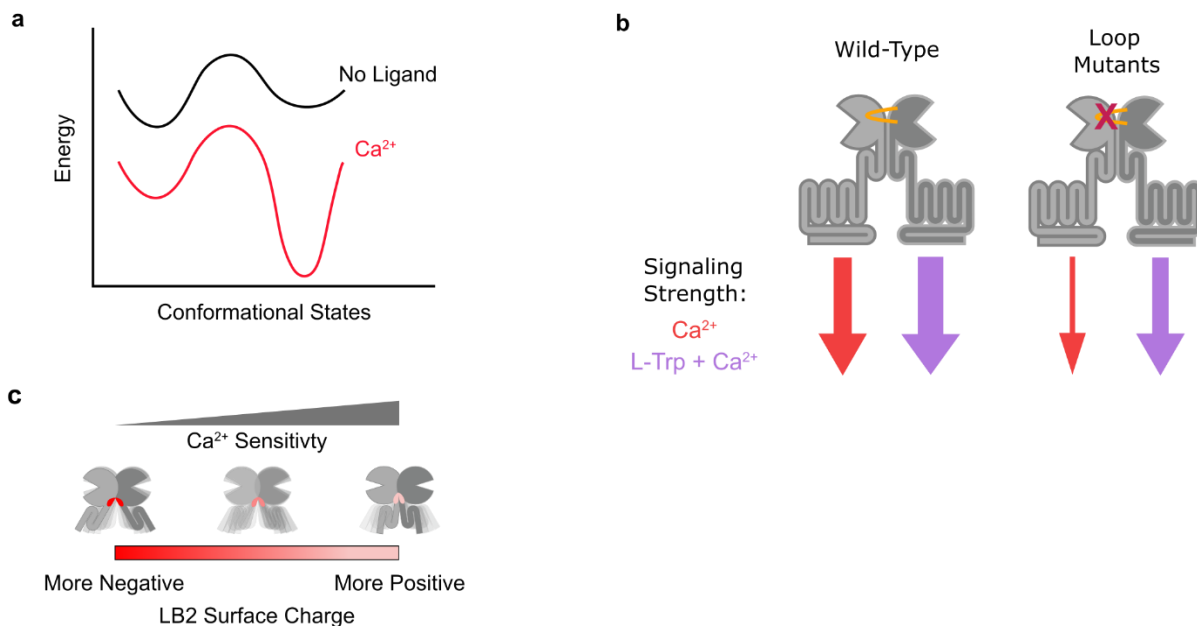 a
No Ligand
Ca²⁺
Energy
Conformational States
b
Wild-Type
Loop
Mutants
X
Signaling
Strength:
Ca²⁺
L-Trp + Ca²⁺
c
Ca²⁺ Sensitivty
More Negative
More Positive
LB2 Surface Charge